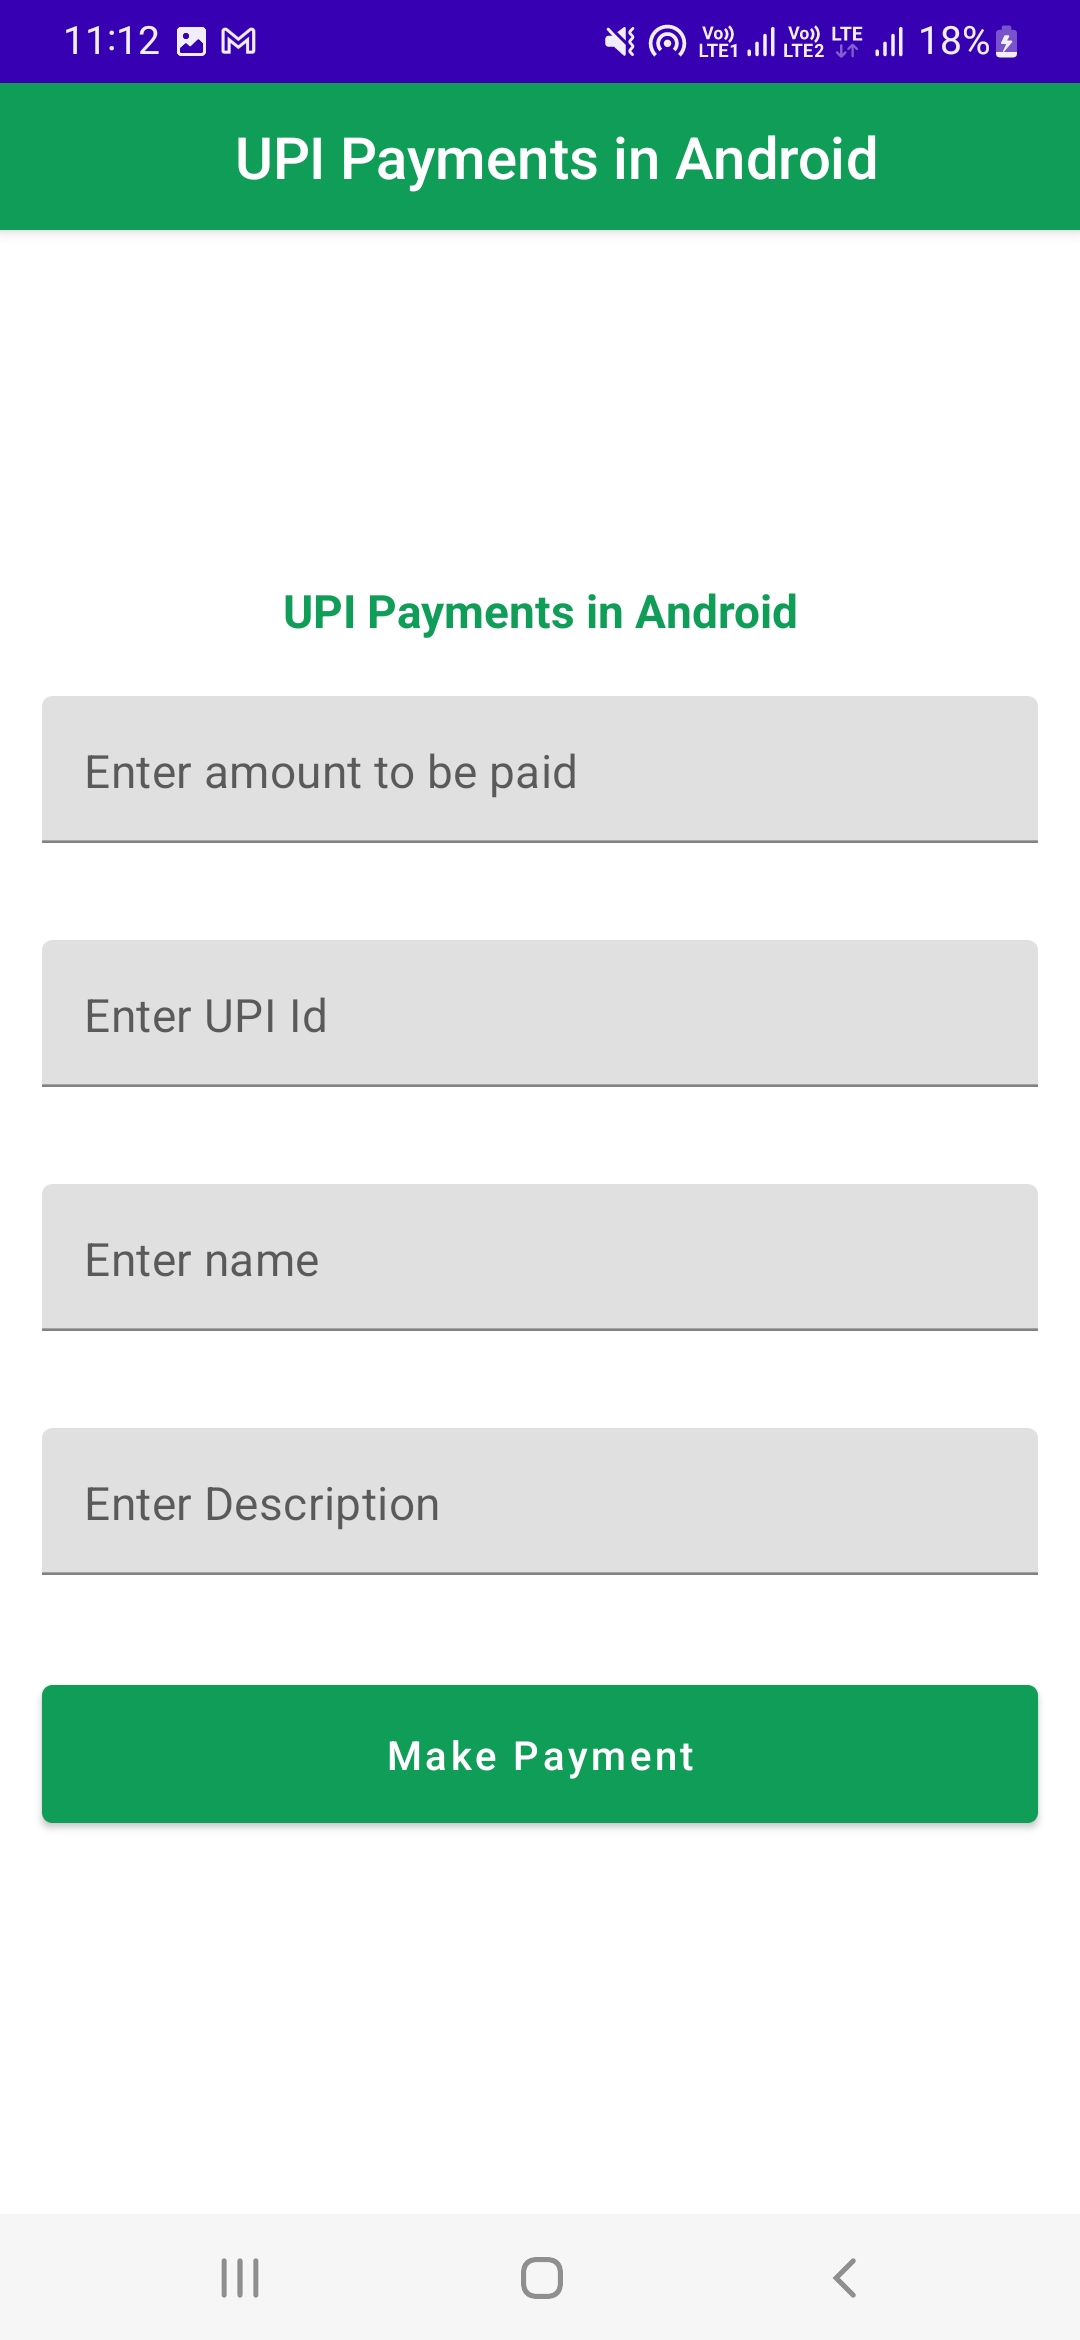 11:12 Vo)) LTE1 Vo)) LTE2 LTE 18%
UPI Payments in Android
UPI Payments in Android
Enter amount to be paid
Enter UPI Id
Enter name
Enter Description
Make Payment